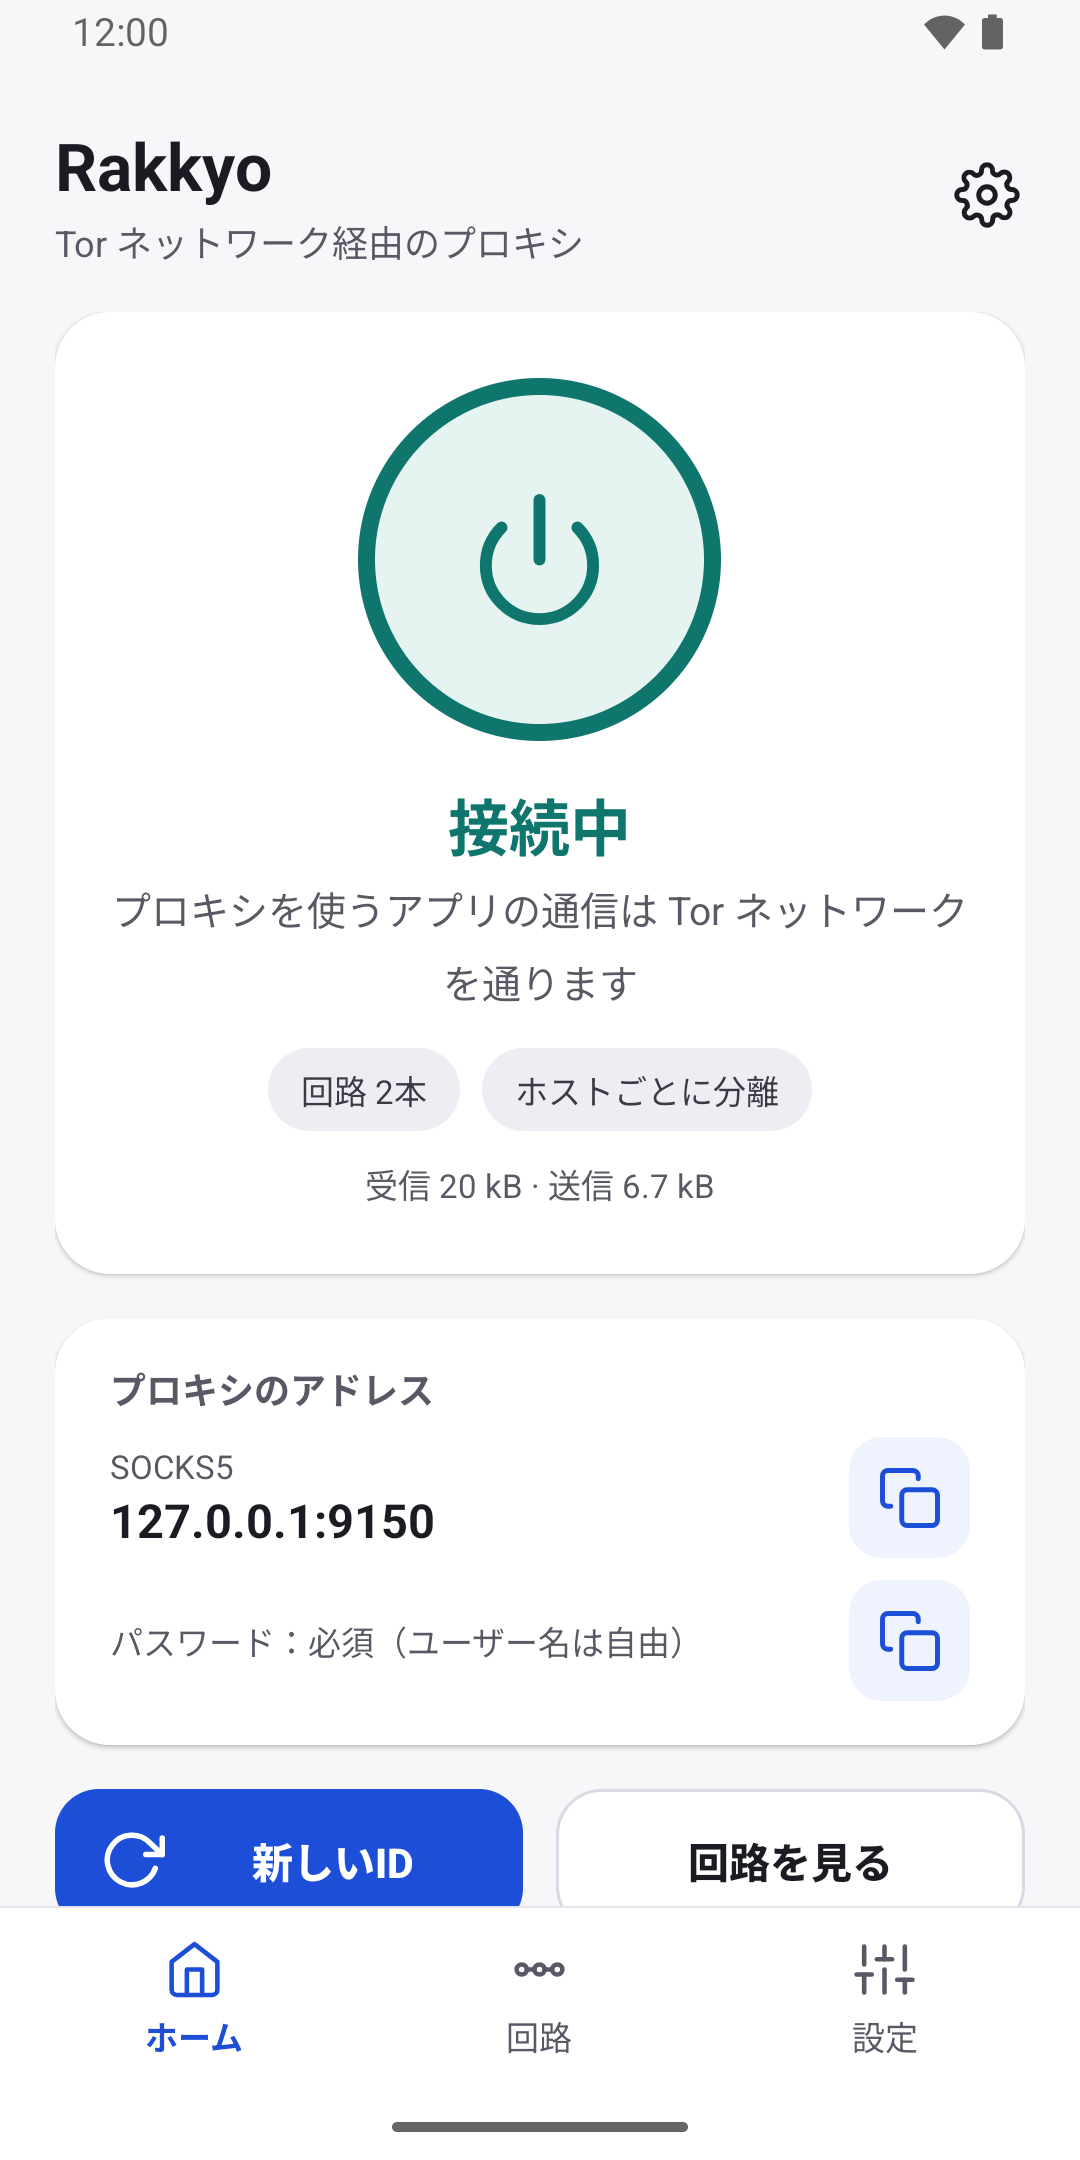 12:00
Rakkyo
Tor ネットワーク経由のプロキシ
接続中
プロキシを使うアプリの通信は Tor ネットワーク
を通ります
回路 2本
ホストごとに分離
受信 20 kB · 送信 6.7 kB
プロキシのアドレス
SOCKS5
127.0.0.1:9150
パスワード：必須（ユーザー名は自由）
新しいID
回路を見る
ホーム
回路
設定